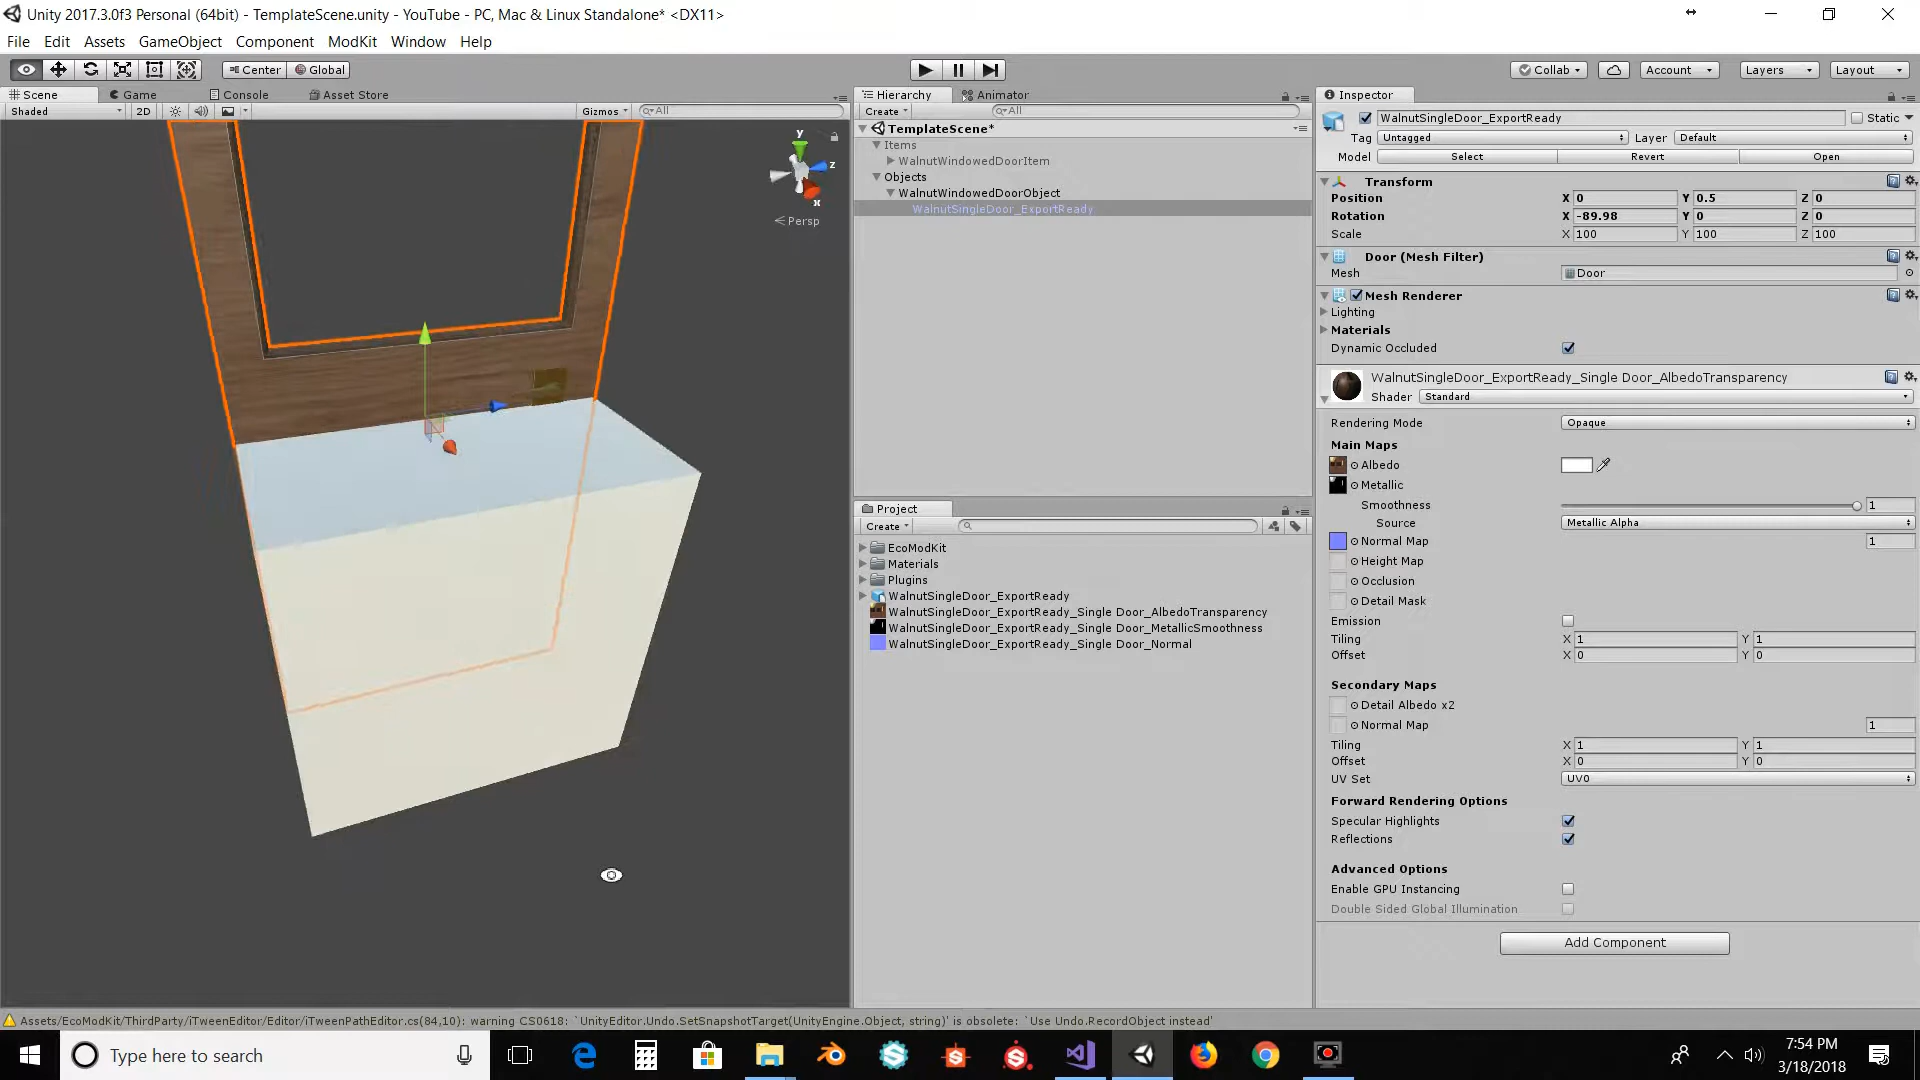 Unity 2017.3.0f3 Personal (64bit) - TemplateScene.unity - YouTube - PC, Mac & Linux Standalone* <DX11>
File Edit Assets GameObject Component ModKit Window Help
Center Global Collab Account Layers Layout
Scene Game Console Asset Store
Shaded 2D Gizmos All
y
z
x
Persp
Hierarchy Animator
Create All
TemplateScene*
Items
WalnutWindowedDoorItem
Objects
WalnutWindowedDoorObject
WalnutSingleDoor_ExportReady
Project
Create
EcoModKit
Materials
Plugins
WalnutSingleDoor_ExportReady
WalnutSingleDoor_ExportReady_Single Door_AlbedoTransparency
WalnutSingleDoor_ExportReady_Single Door_MetallicSmoothness
WalnutSingleDoor_ExportReady_Single Door_Normal
Inspector
WalnutSingleDoor_ExportReady Static
Tag Untagged Layer Default
Model Select Revert Open
Transform
Position X 0 Y 0.5 Z 0
Rotation X -89.98 Y 0 Z 0
Scale X 100 Y 100 Z 100
Door (Mesh Filter)
Mesh Door
Mesh Renderer
Lighting
Materials
Dynamic Occluded
WalnutSingleDoor_ExportReady_Single Door_AlbedoTransparency
Shader Standard
Rendering Mode Opaque
Main Maps
Albedo
Metallic
Smoothness 1
Source Metallic Alpha
Normal Map 1
Height Map
Occlusion
Detail Mask
Emission
Tiling X 1 Y 1
Offset X 0 Y 0
Secondary Maps
Detail Albedo x2
Normal Map 1
Tiling X 1 Y 1
Offset X 0 Y 0
UV Set UV0
Forward Rendering Options
Specular Highlights
Reflections
Advanced Options
Enable GPU Instancing
Double Sided Global Illumination
Add Component
Assets/EcoModKit/ThirdParty/iTweenEditor/Editor/iTweenPathEditor.cs(84,10): warning CS0618: `UnityEditor.Undo.SetSnapshotTarget(UnityEngine.Object, string)' is obsolete: `Use Undo.RecordObject instead'
Type here to search
7:54 PM
3/18/2018